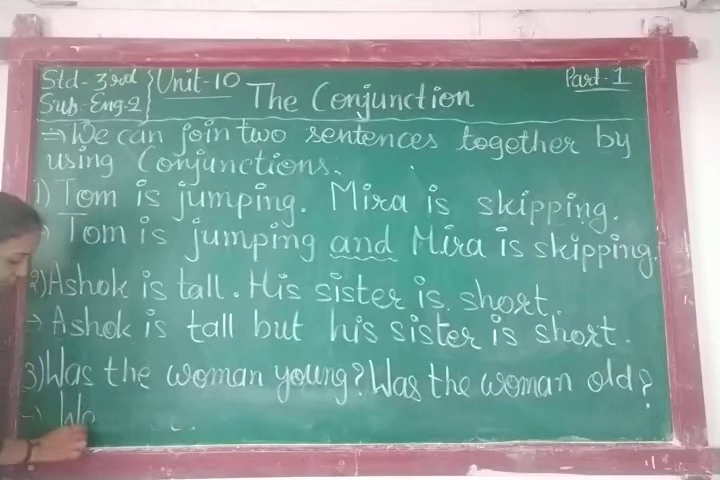 Std - 3rd } Unit - 10 Part - 1
Sub - Eng-2 The Conjunction
⇒ We can join two sentences together by
using Conjunctions.
1) Tom is jumping. Mira is skipping.
→ Tom is jumping and Mira is skipping.
2) Ashok is tall. His sister is short.
→ Ashok is tall but his sister is short.
3) Was the woman young? Was the woman old?
→ Wa